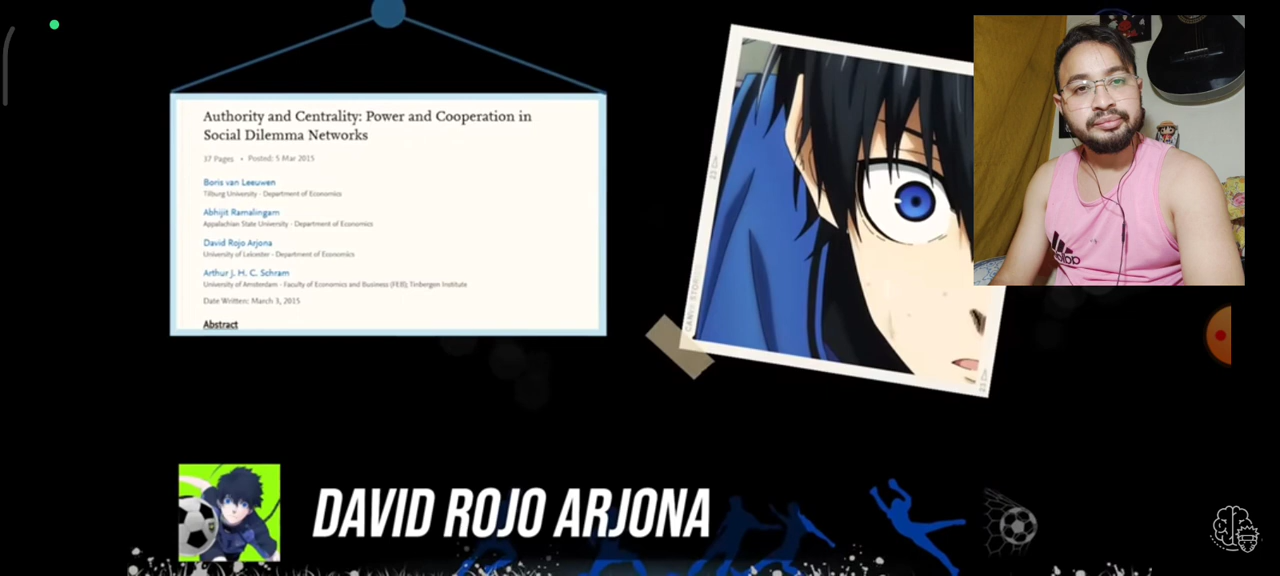 Authority and Centrality: Power and Cooperation in
Social Dilemma Networks
37 Pages • Posted: 5 Mar 2015
Boris van Leeuwen
Tilburg University - Department of Economics
Abhijit Ramalingam
Appalachian State University - Department of Economics
David Rojo Arjona
University of Leicester - Department of Economics
Arthur J. H. C. Schram
University of Amsterdam - Faculty of Economics and Business (FEB); Tinbergen Institute
Date Written: March 3, 2015
Abstract
DAVID ROJO ARJONA